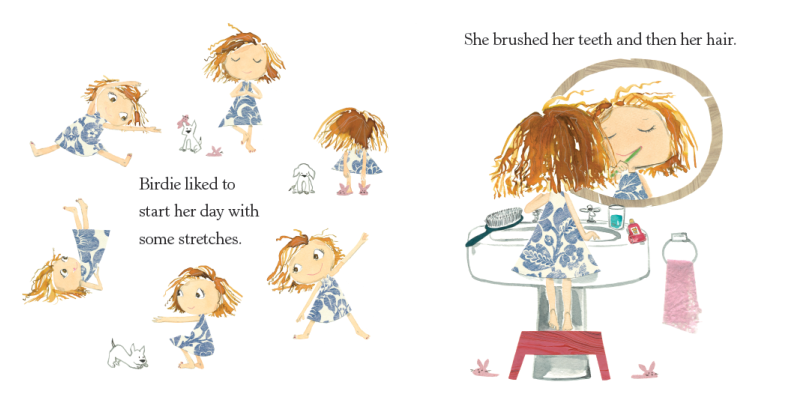 Birdie liked to
start her day with
some stretches.
She brushed her teeth and then her hair.